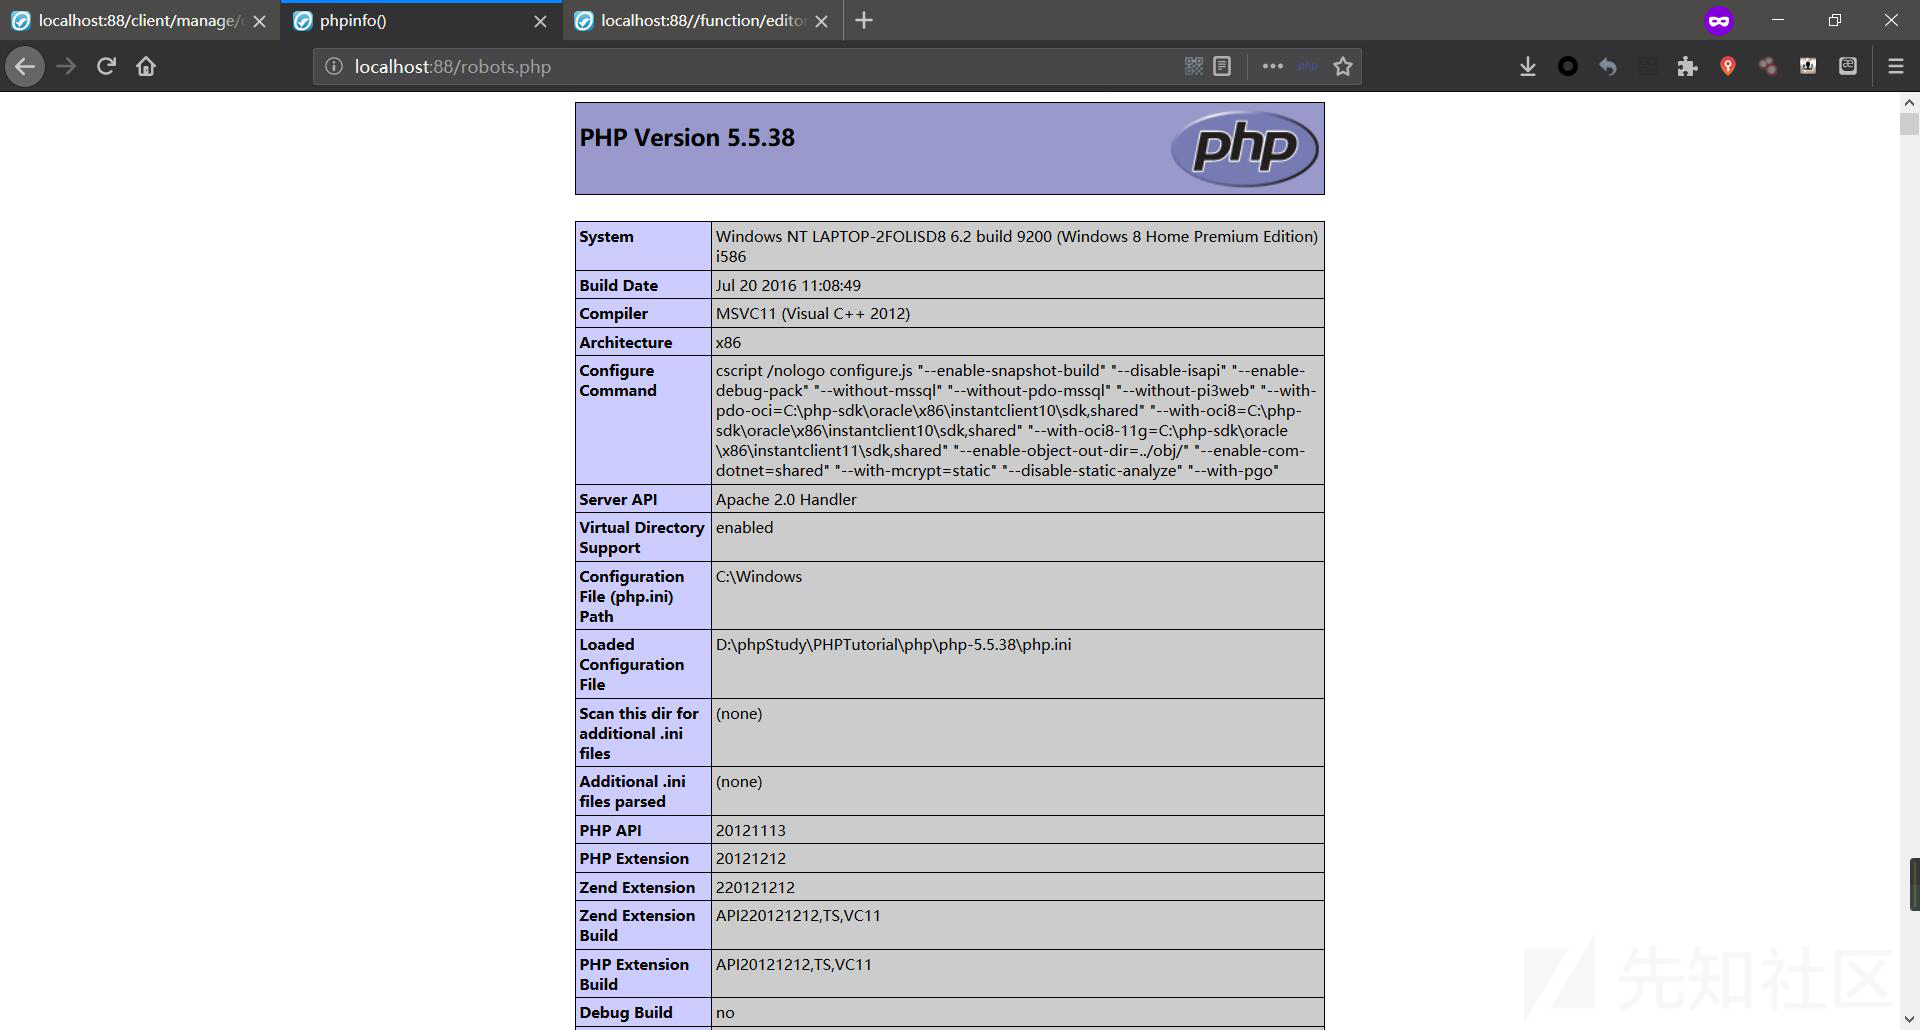 localhost:88/client/manage/
phpinfo()
localhost:88//function/editor
localhost:88/robots.php
php
PHP Version 5.5.38
php
System
Windows NT LAPTOP-2FOLISD8 6.2 build 9200 (Windows 8 Home Premium Edition)
i586
Build Date
Jul 20 2016 11:08:49
Compiler
MSVC11 (Visual C++ 2012)
Architecture
x86
Configure
Command
cscript /nologo configure.js "--enable-snapshot-build" "--disable-isapi" "--enable-
debug-pack" "--without-mssql" "--without-pdo-mssql" "--without-pi3web" "--with-
pdo-oci=C:\php-sdk\oracle\x86\instantclient10\sdk,shared" "--with-oci8=C:\php-
sdk\oracle\x86\instantclient10\sdk,shared" "--with-oci8-11g=C:\php-sdk\oracle
\x86\instantclient11\sdk,shared" "--enable-object-out-dir=../obj/" "--enable-com-
dotnet=shared" "--with-mcrypt=static" "--disable-static-analyze" "--with-pgo"
Server API
Apache 2.0 Handler
Virtual Directory
Support
enabled
Configuration
File (php.ini)
Path
C:\Windows
Loaded
Configuration
File
D:\phpStudy\PHPTutorial\php\php-5.5.38\php.ini
Scan this dir for
additional .ini
files
(none)
Additional .ini
files parsed
(none)
PHP API
20121113
PHP Extension
20121212
Zend Extension
220121212
Zend Extension
Build
API220121212,TS,VC11
PHP Extension
Build
API20121212,TS,VC11
Debug Build
no
先知社区